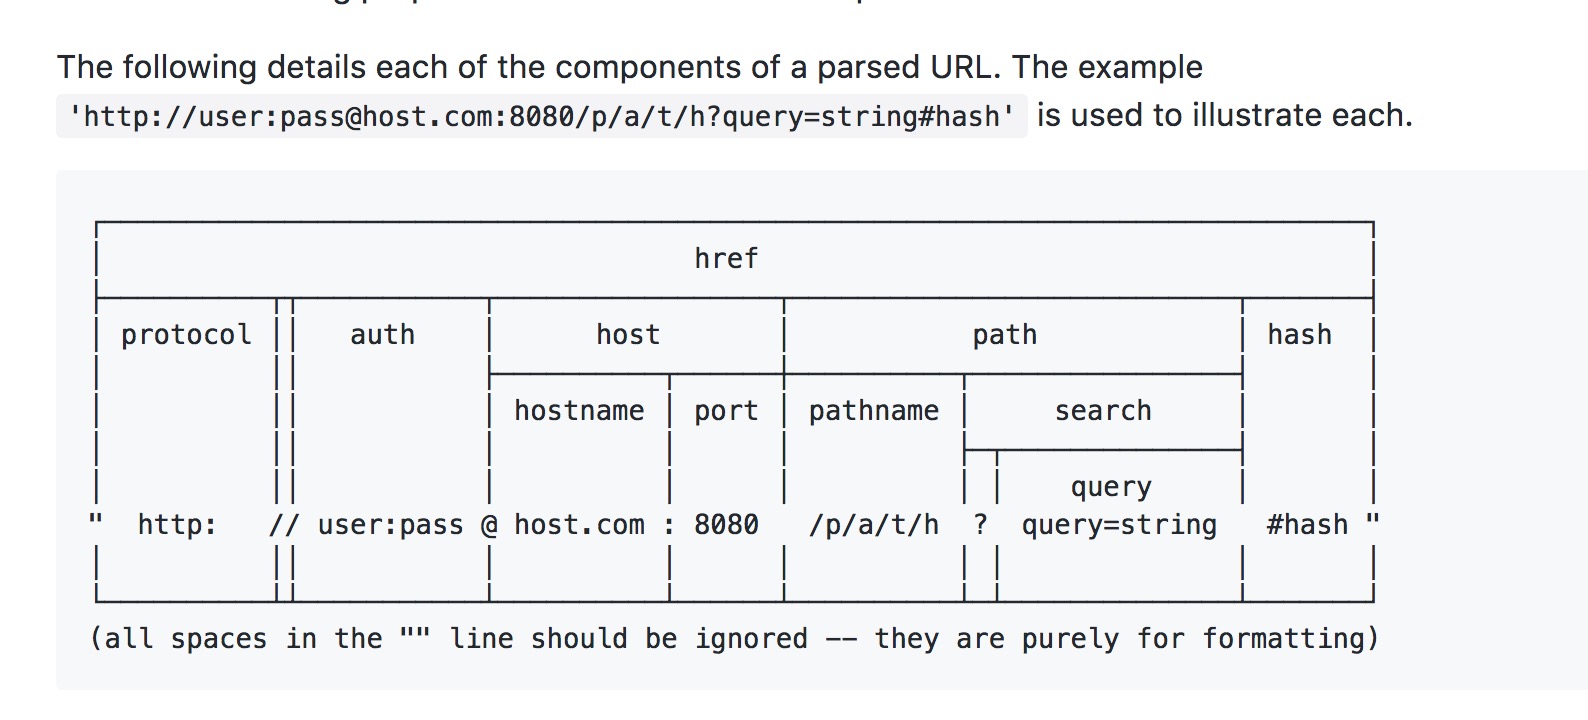 The following details each of the components of a parsed URL. The example
'http://user:pass@host.com:8080/p/a/t/h?query=string#hash' is used to illustrate each.
href
protocol auth host path hash
hostname port pathname search
query
" http: // user:pass @ host.com : 8080 /p/a/t/h ? query=string #hash "
(all spaces in the "" line should be ignored -- they are purely for formatting)